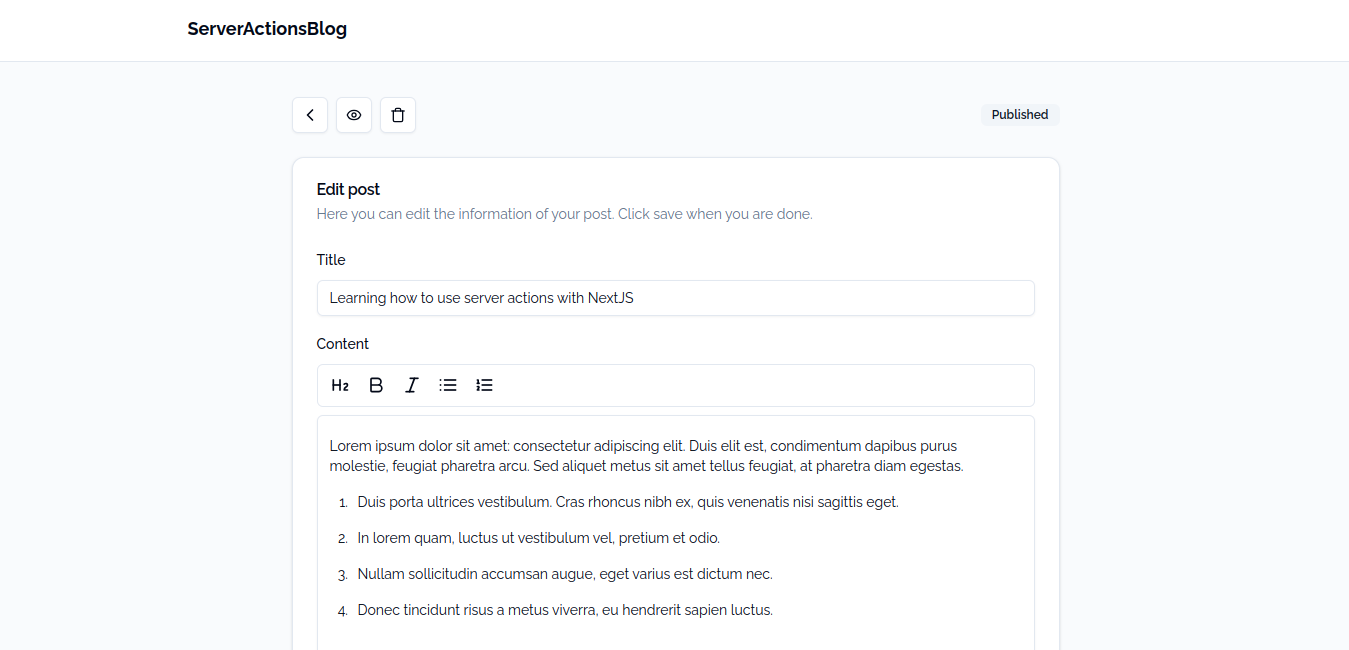 ServerActionsBlog
Published
Edit post
Here you can edit the information of your post. Click save when you are done.
Title
Learning how to use server actions with NextJS
Content
H2 B I
Lorem ipsum dolor sit amet: consectetur adipiscing elit. Duis elit est, condimentum dapibus purus
molestie, feugiat pharetra arcu. Sed aliquet metus sit amet tellus feugiat, at pharetra diam egestas.
1. Duis porta ultrices vestibulum. Cras rhoncus nibh ex, quis venenatis nisi sagittis eget.
2. In lorem quam, luctus ut vestibulum vel, pretium et odio.
3. Nullam sollicitudin accumsan augue, eget varius est dictum nec.
4. Donec tincidunt risus a metus viverra, eu hendrerit sapien luctus.